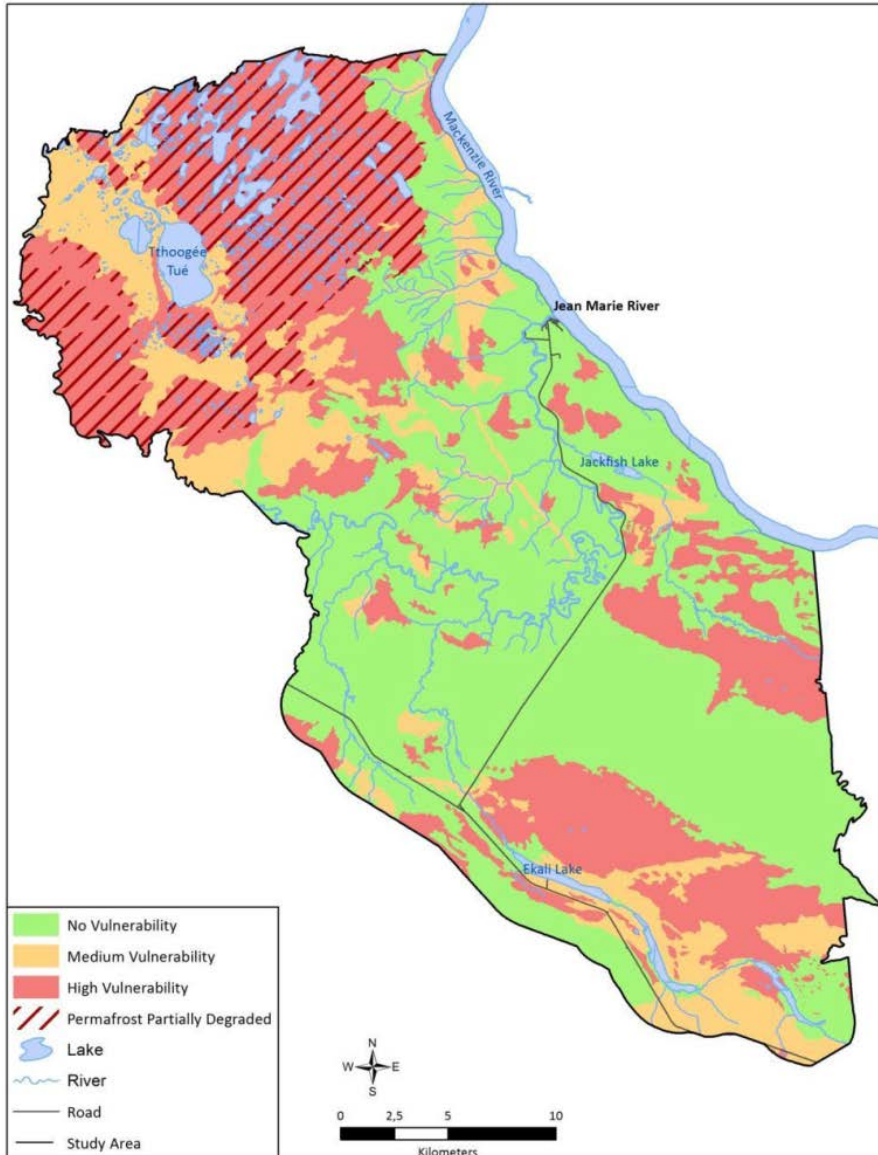 Mackenzie River
Tthoogée
Tué
Jean Marie River
Jackfish Lake
Ekali Lake
No Vulnerability
Medium Vulnerability
High Vulnerability
Permafrost Partially Degraded
Lake
River
Road
Study Area
N
W E
S
0 2,5 5 10
Kilometers